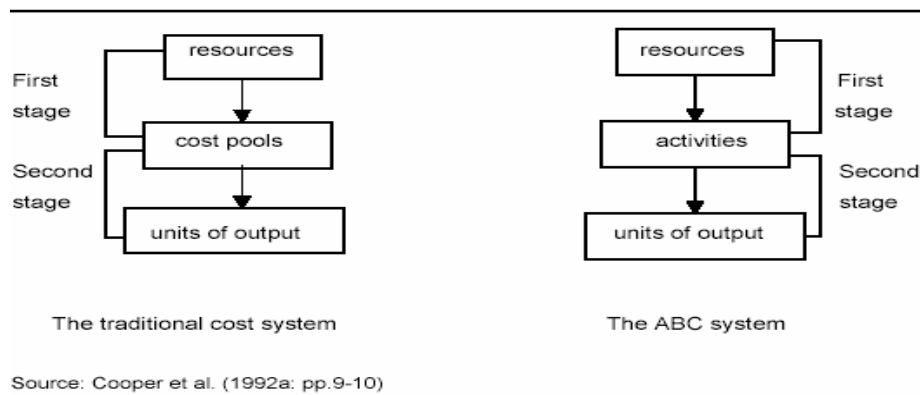 resources
First
stage
cost pools
Second
stage
units of output
The traditional cost system
resources
First
stage
activities
Second
stage
units of output
The ABC system
Source: Cooper et al. (1992a: pp.9-10)